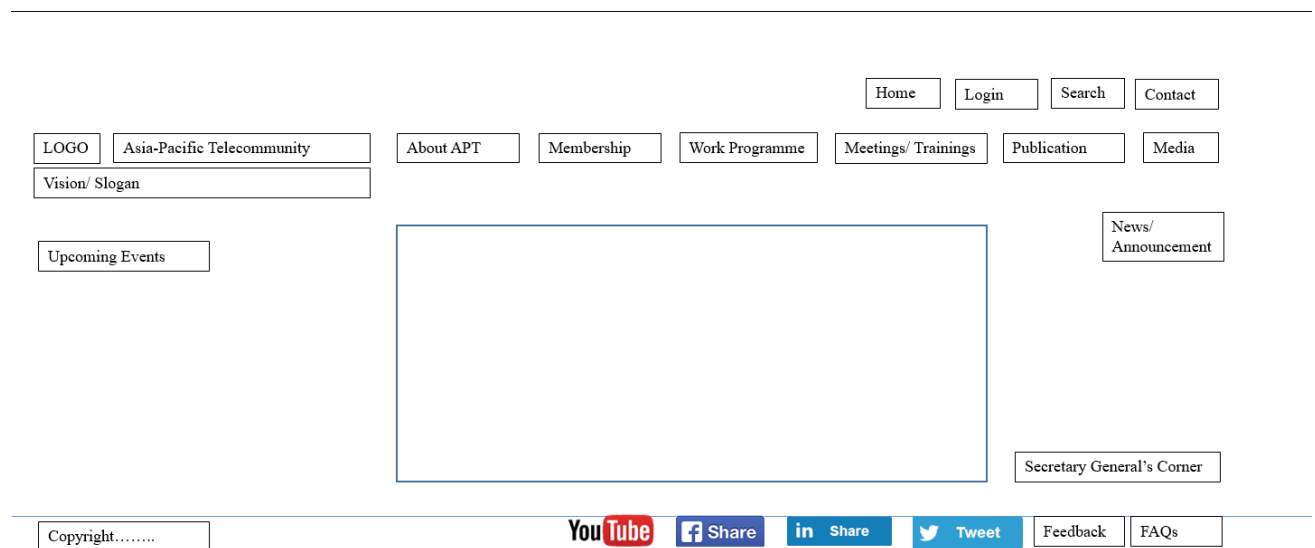 Home
Login
Search
Contact
LOGO
Asia-Pacific Telecommunity
About APT
Membership
Work Programme
Meetings/ Trainings
Publication
Media
Vision/ Slogan
Upcoming Events
News/
Announcement
Secretary General’s Corner
Copyright……..
YouTube
f Share
in Share
Tweet
Feedback
FAQs